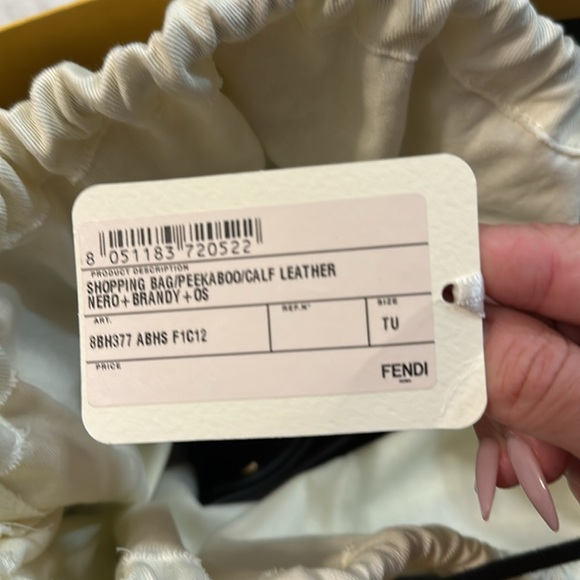 8 051183 720522
PRODUCT DESCRIPTION
SHOPPING BAG/PEEKABOO/CALF LEATHER
NERO+BRANDY+OS
ART.
REF.N°
SIZE
8BH377 ABHS F1C12
TU
PRICE
FENDI
ROMA